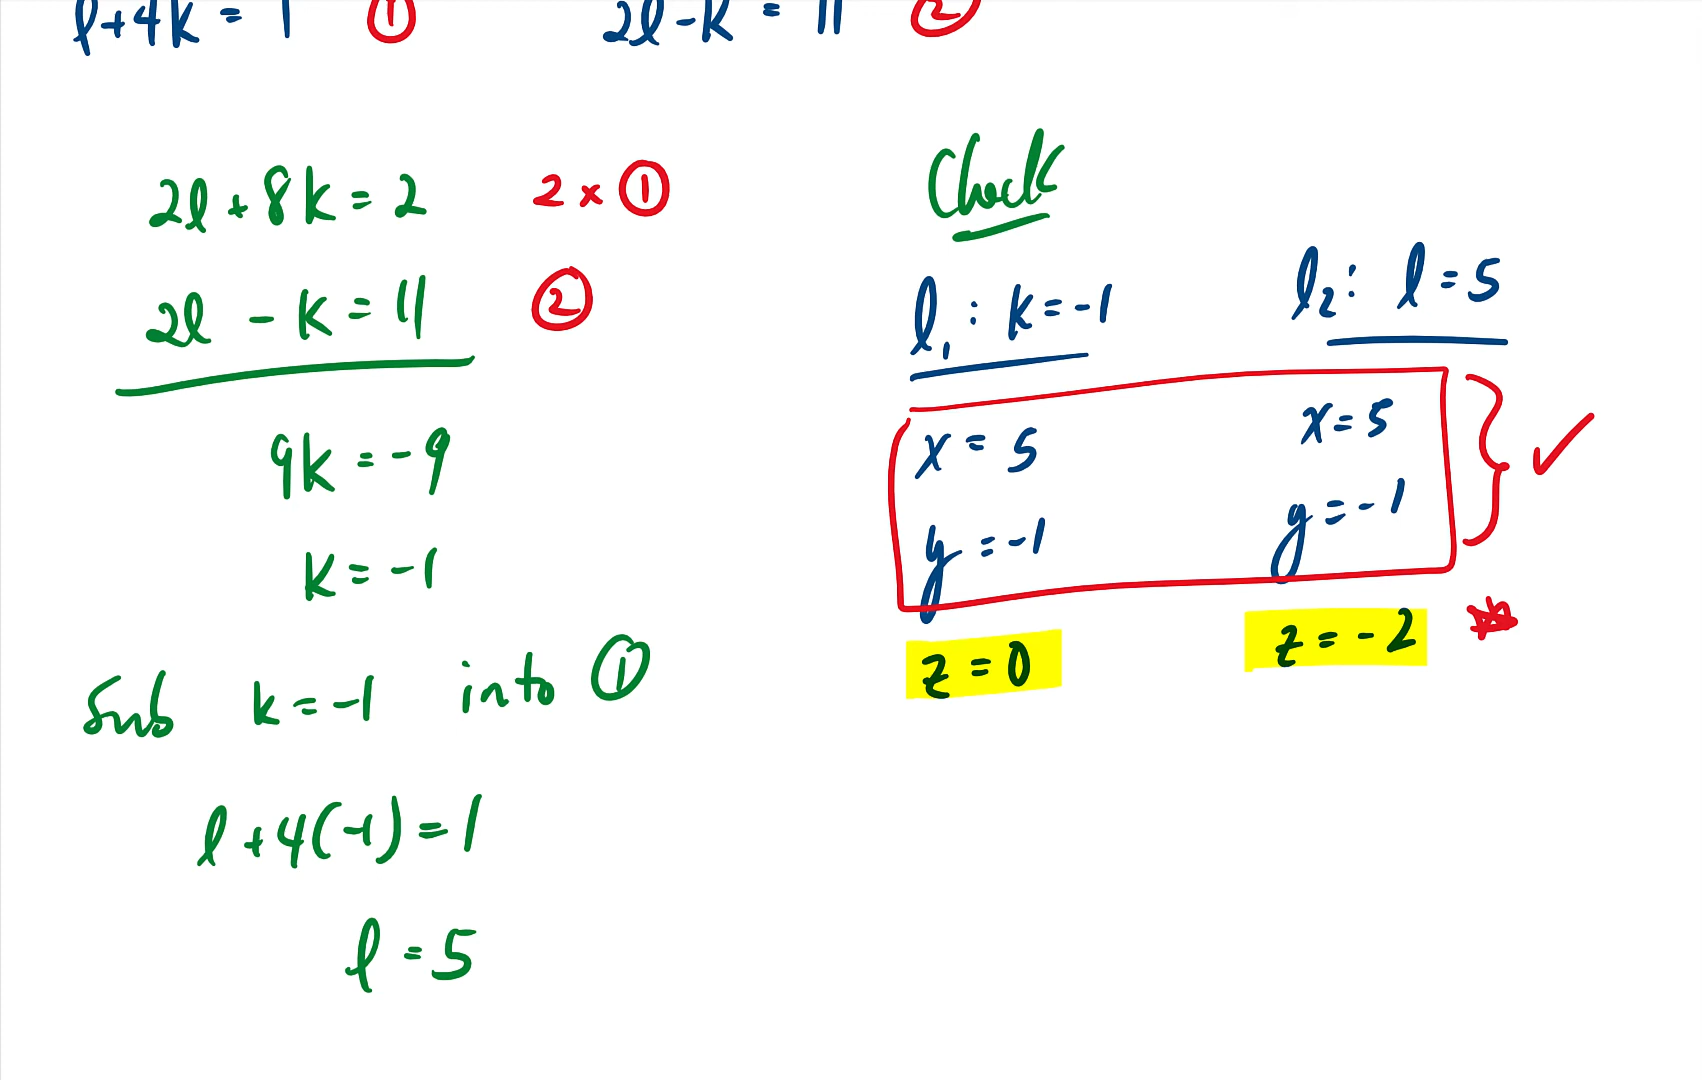 l+4k = 1 ① 2l-k = 11 ②
2l+8k=2 2×①
2l-k=11 ②
9k=-9
k=-1
Sub k=-1 into ①
l+4(-1)=1
l=5
Check
l₁: k=-1 l₂: l=5
x=5 x=5
y=-1 y=-1
z=0 z=-2